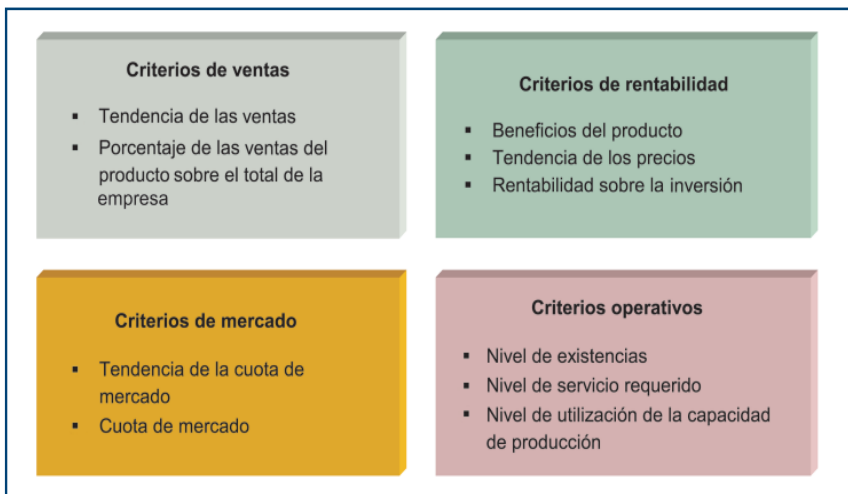 Criterios de ventas
▪ Tendencia de las ventas
▪ Porcentaje de las ventas del
producto sobre el total de la
empresa
Criterios de rentabilidad
▪ Beneficios del producto
▪ Tendencia de los precios
▪ Rentabilidad sobre la inversión
Criterios de mercado
▪ Tendencia de la cuota de
mercado
▪ Cuota de mercado
Criterios operativos
▪ Nivel de existencias
▪ Nivel de servicio requerido
▪ Nivel de utilización de la capacidad
de producción